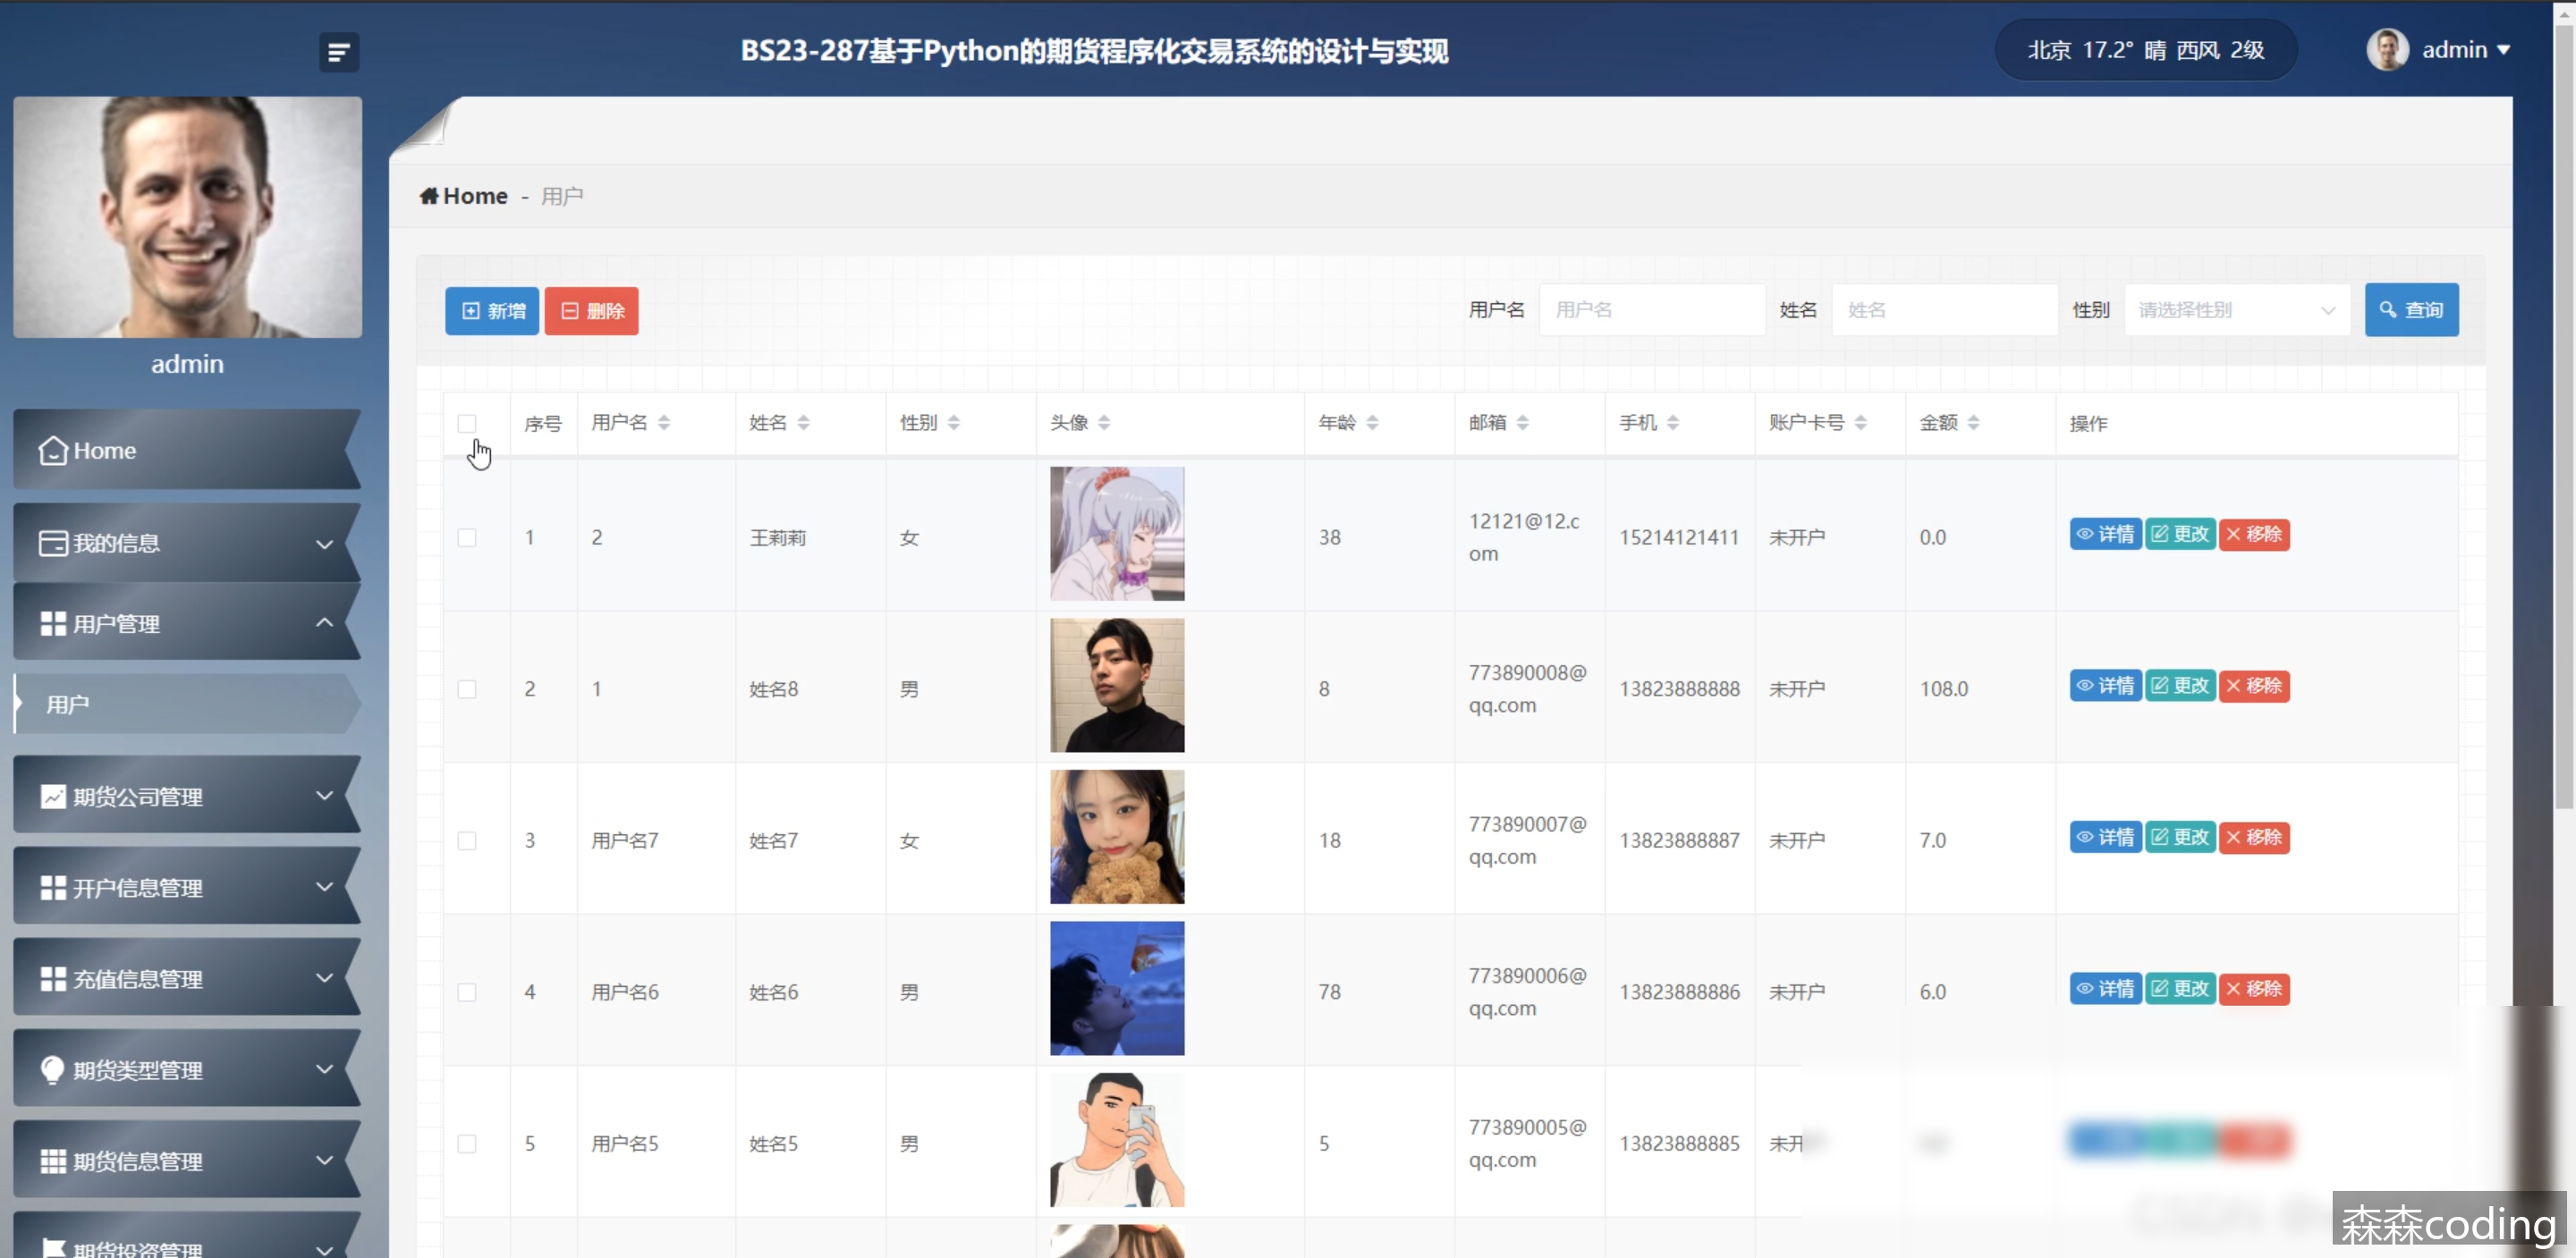 BS23-287基于Python的期货程序化交易系统的设计与实现
北京 17.2° 晴 西风 2级
admin
admin
Home
我的信息
用户管理
用户
期货公司管理
开户信息管理
充值信息管理
期货类型管理
期货信息管理
期货投资管理
Home - 用户
新增 删除 用户名 用户名 姓名 姓名 性别 请选择性别 查询
序号 用户名 姓名 性别 头像 年龄 邮箱 手机 账户卡号 金额 操作
1 2 王莉莉 女 38 12121@12.c 15214121411 未开户 0.0 详情 更改 移除
om
2 1 姓名8 男 8 773890008@ 13823888888 未开户 108.0 详情 更改 移除
qq.com
3 用户名7 姓名7 女 18 773890007@ 13823888887 未开户 7.0 详情 更改 移除
qq.com
4 用户名6 姓名6 男 78 773890006@ 13823888886 未开户 6.0 详情 更改 移除
qq.com
5 用户名5 姓名5 男 5 773890005@ 13823888885 未开
qq.com
森森coding